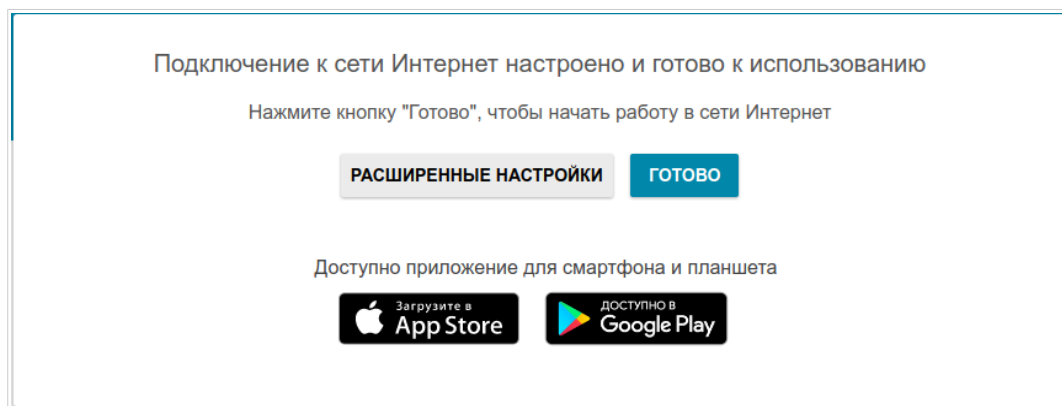 Подключение к сети Интернет настроено и готово к использованию
Нажмите кнопку "Готово", чтобы начать работу в сети Интернет
РАСШИРЕННЫЕ НАСТРОЙКИ ГОТОВО
Доступно приложение для смартфона и планшета
Загрузите в
App Store
ДОСТУПНО В
Google Play